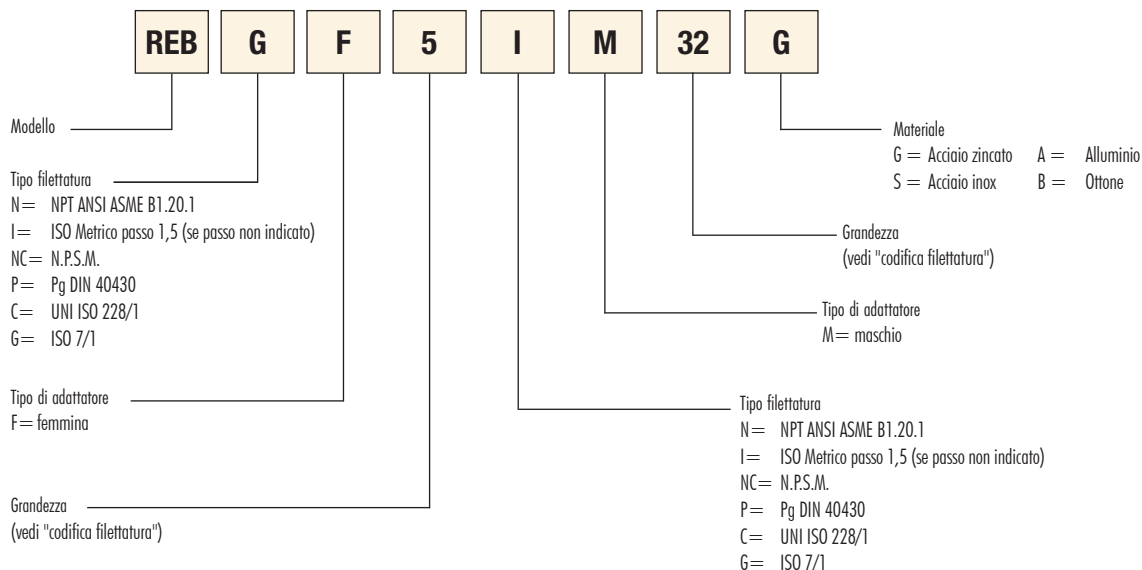 REB G F 5 I M 32 G
Modello
Tipo filettatura
N= NPT ANSI ASME B1.20.1
I= ISO Metrico passo 1,5 (se passo non indicato)
NC= N.P.S.M.
P= Pg DIN 40430
C= UNI ISO 228/1
G= ISO 7/1
Tipo di adattatore
F= femmina
Grandezza
(vedi "codifica filettatura")
Materiale
G = Acciaio zincato A = Alluminio
S = Acciaio inox B = Ottone
Grandezza
(vedi "codifica filettatura")
Tipo di adattatore
M= maschio
Tipo filettatura
N= NPT ANSI ASME B1.20.1
I= ISO Metrico passo 1,5 (se passo non indicato)
NC= N.P.S.M.
P= Pg DIN 40430
C= UNI ISO 228/1
G= ISO 7/1